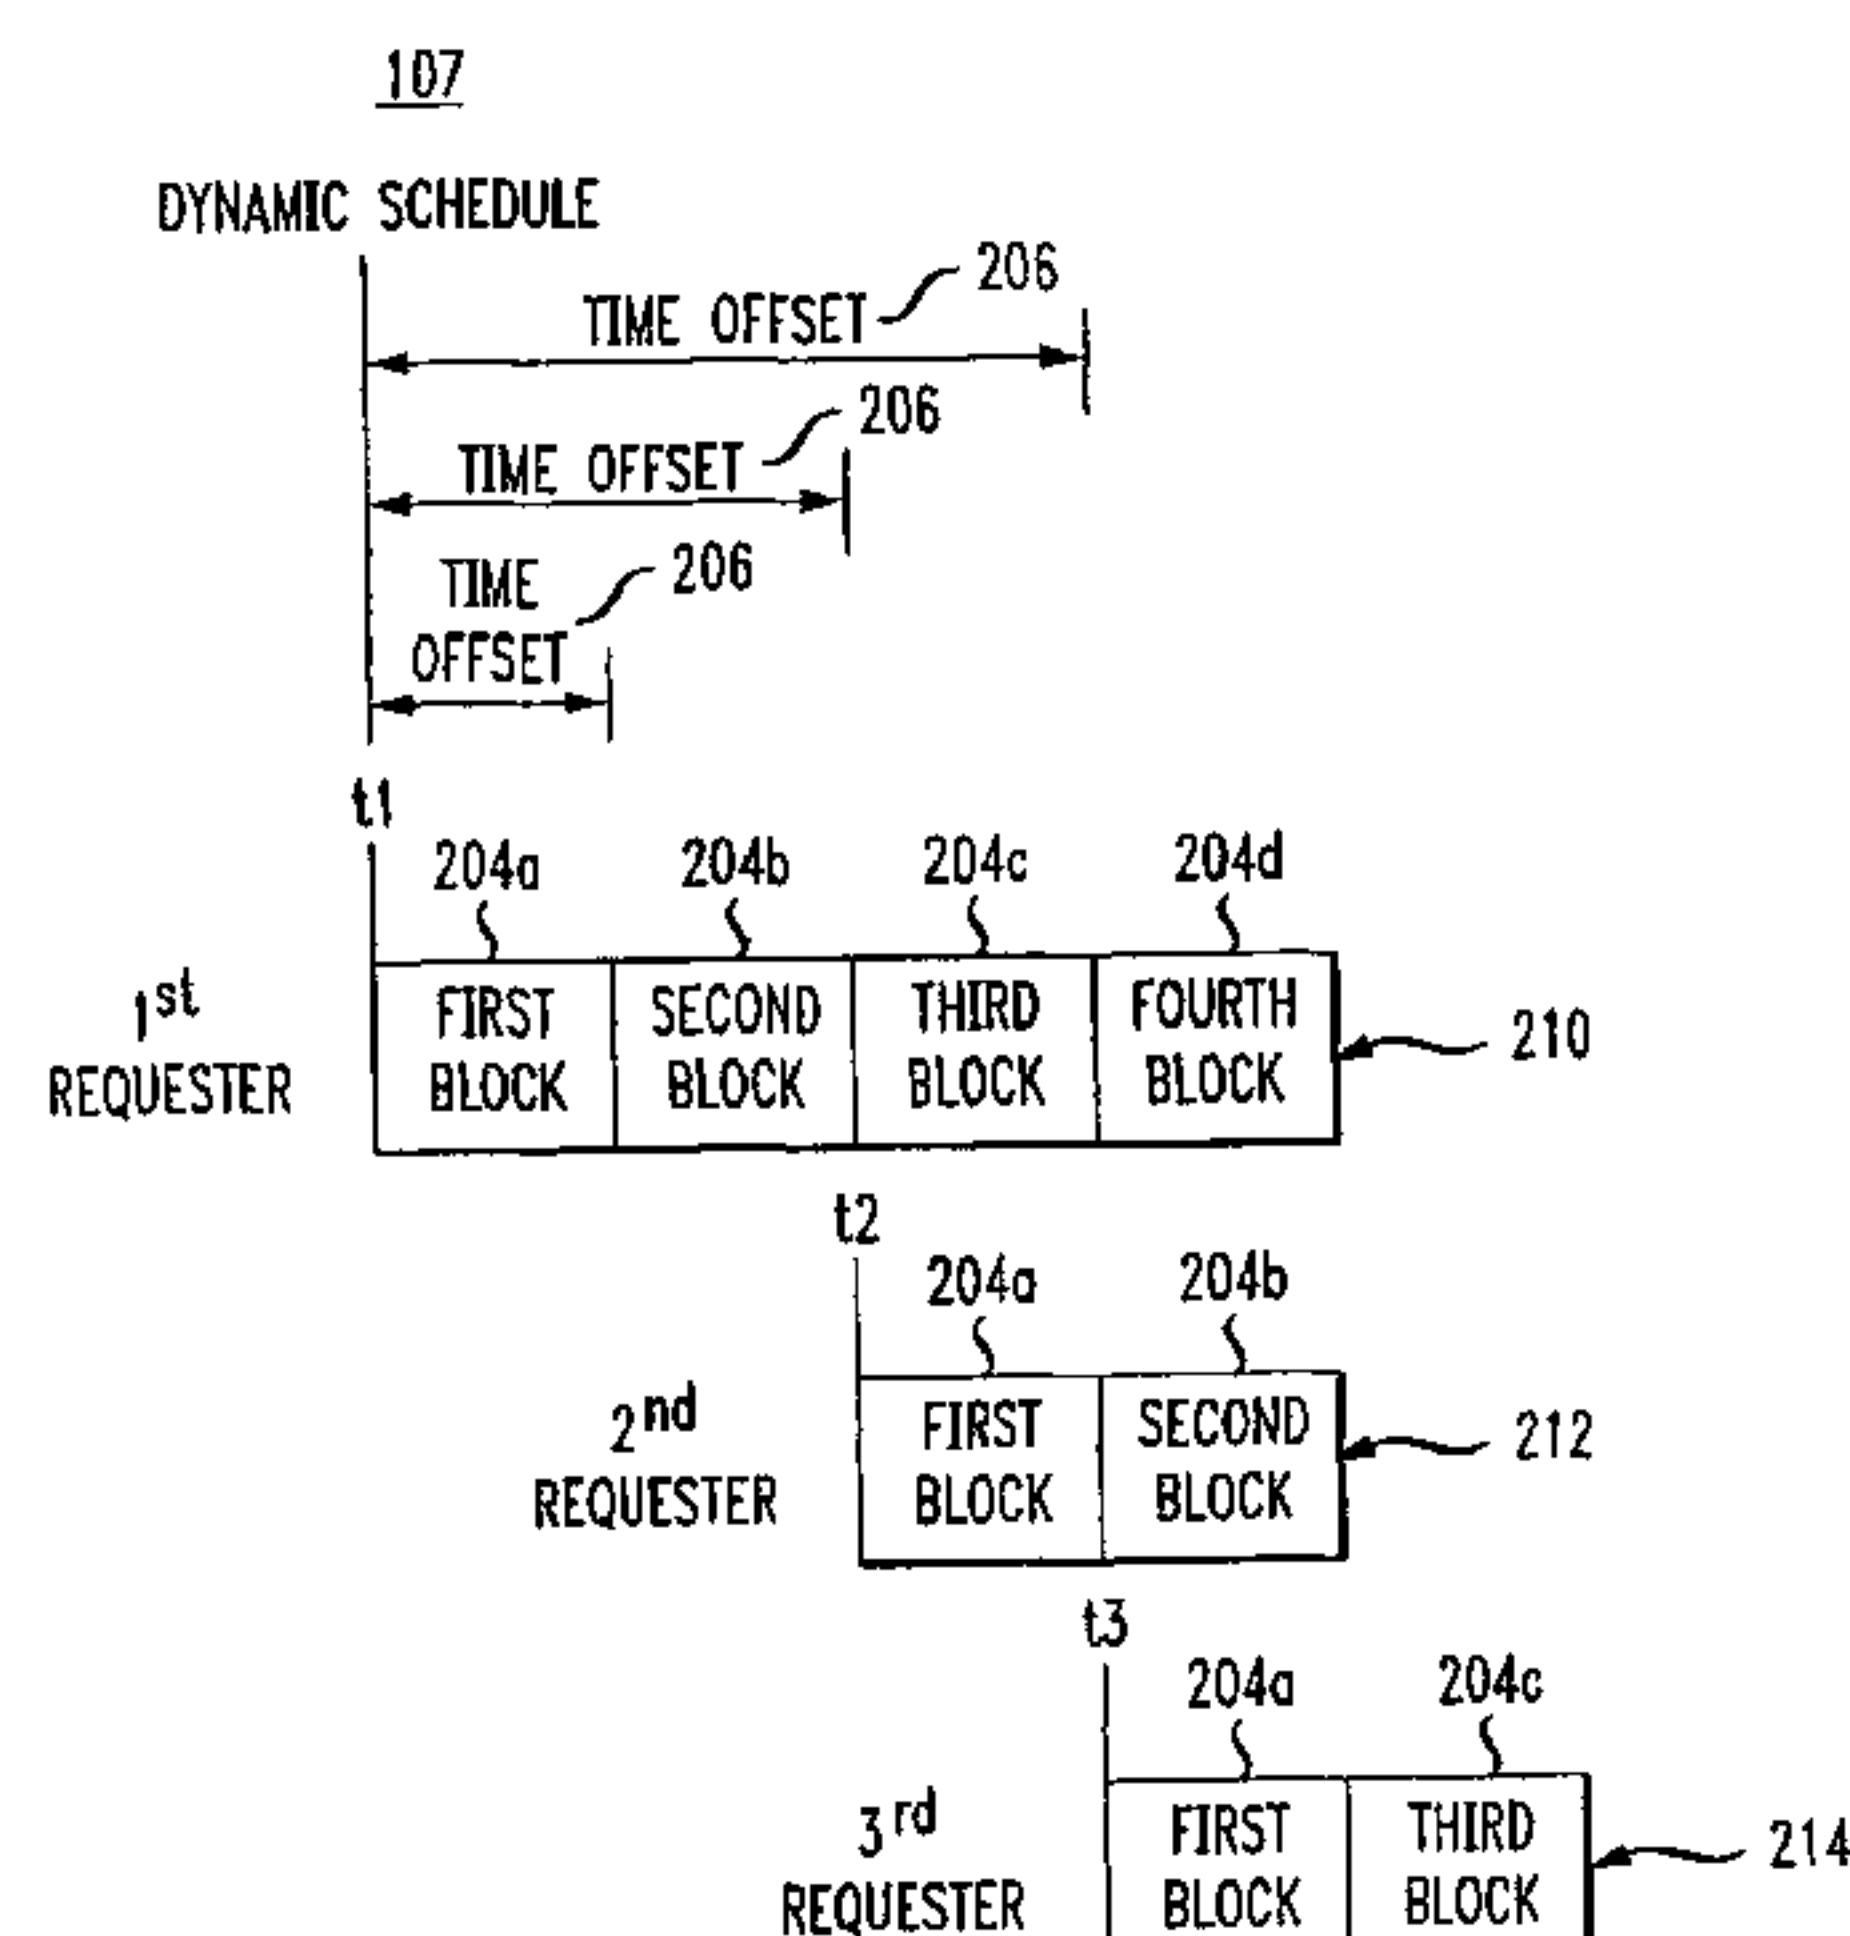 107
DYNAMIC SCHEDULE
206
TIME OFFSET
206
TIME OFFSET
206
TIME
OFFSET
t1
204a 204b 204c 204d
1st
REQUESTER
FIRST
BLOCK
SECOND
BLOCK
THIRD
BLOCK
FOURTH
BLOCK
210
t2
204a 204b
2nd
REQUESTER
FIRST
BLOCK
SECOND
BLOCK
212
t3
204a 204c
3rd
REQUESTER
FIRST
BLOCK
THIRD
BLOCK
214